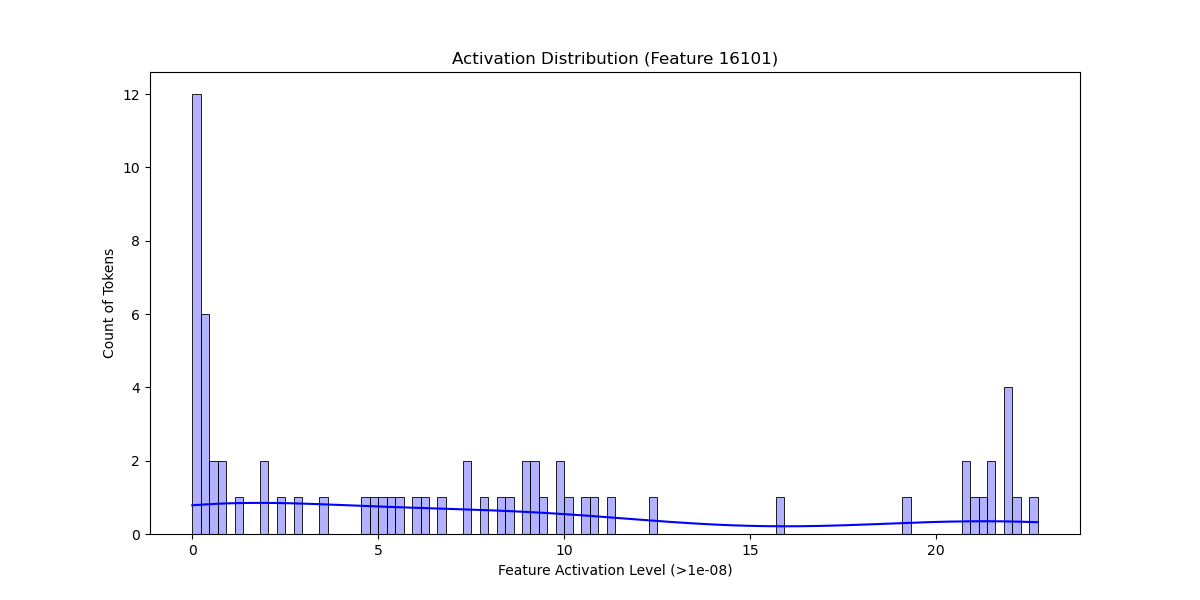 Activation Distribution (Feature 16101)
12
10
8
6
4
2
0
Count of Tokens
0 5 10 15 20
Feature Activation Level (>1e-08)